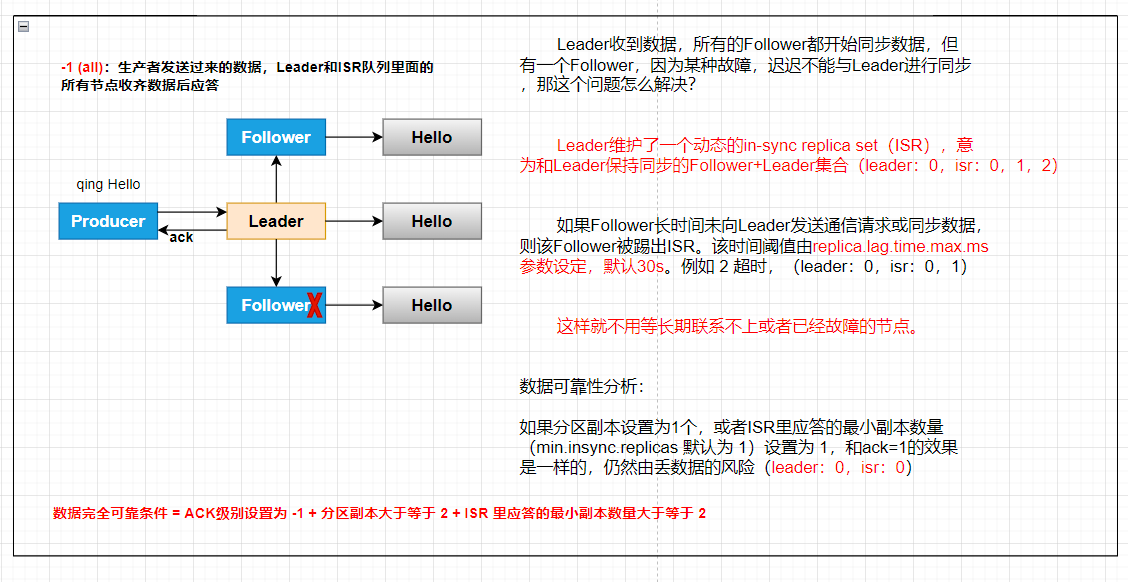 -1 (all)：生产者发送过来的数据，Leader和ISR队列里面的
所有节点收齐数据后应答
Follower
Hello
qing Hello
Producer
Leader
Hello
ack
Follower
X
Hello
Leader收到数据，所有的Follower都开始同步数据，但
有一个Follower，因为某种故障，迟迟不能与Leader进行同步
，那这个问题怎么解决？
Leader维护了一个动态的in-sync replica set（ISR），意
为和Leader保持同步的Follower+Leader集合（leader：0，isr：0，1，2）
如果Follower长时间未向Leader发送通信请求或同步数据，
则该Follower被踢出ISR。该时间阈值由replica.lag.time.max.ms
参数设定，默认30s。例如 2 超时，（leader：0，isr：0，1）
这样就不用等长期联系不上或者已经故障的节点。
数据可靠性分析：
如果分区副本设置为1个，或者ISR里应答的最小副本数量
（min.insync.replicas 默认为 1）设置为 1，和ack=1的效果
是一样的，仍然由丢数据的风险（leader：0，isr：0）
数据完全可靠条件 = ACK级别设置为 -1 + 分区副本大于等于 2 + ISR 里应答的最小副本数量大于等于 2